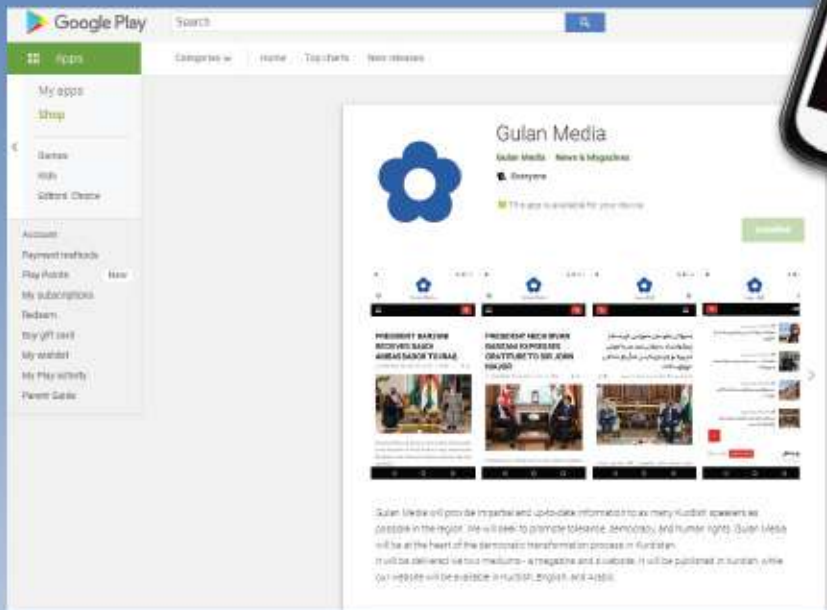 Google Play
Search
Apps
Categories
Home
Top charts
New releases
My apps
Shop
Games
Kids
Editors' Choice
Account
Payment methods
Play Points
New
My subscriptions
Redeem
Buy gift card
My wishlist
My Play activity
Parent Guide
Gulan Media
Gulan Media
News & Magazines
Everyone
This app is available for your device
Installed
PRESIDENT BARZANI
RECEIVES SAUDI
AMBASSADOR TO IRAQ
PRESIDENT NECHIRVAN
BARZANI EXPRESSES
GRATITUDE TO SIR JOHN
MAJOR
Gulan Media will provide impartial and up-to-date information to as many Kurdish speakers as
possible in the region. We will seek to promote tolerance, democracy, and human rights. Gulan Media
will be at the heart of the democratic transformation process in Kurdistan.
It will be delivered via two mediums - a magazine and a website. It will be published in Kurdish, while
our website will be available in Kurdish, English, and Arabic.